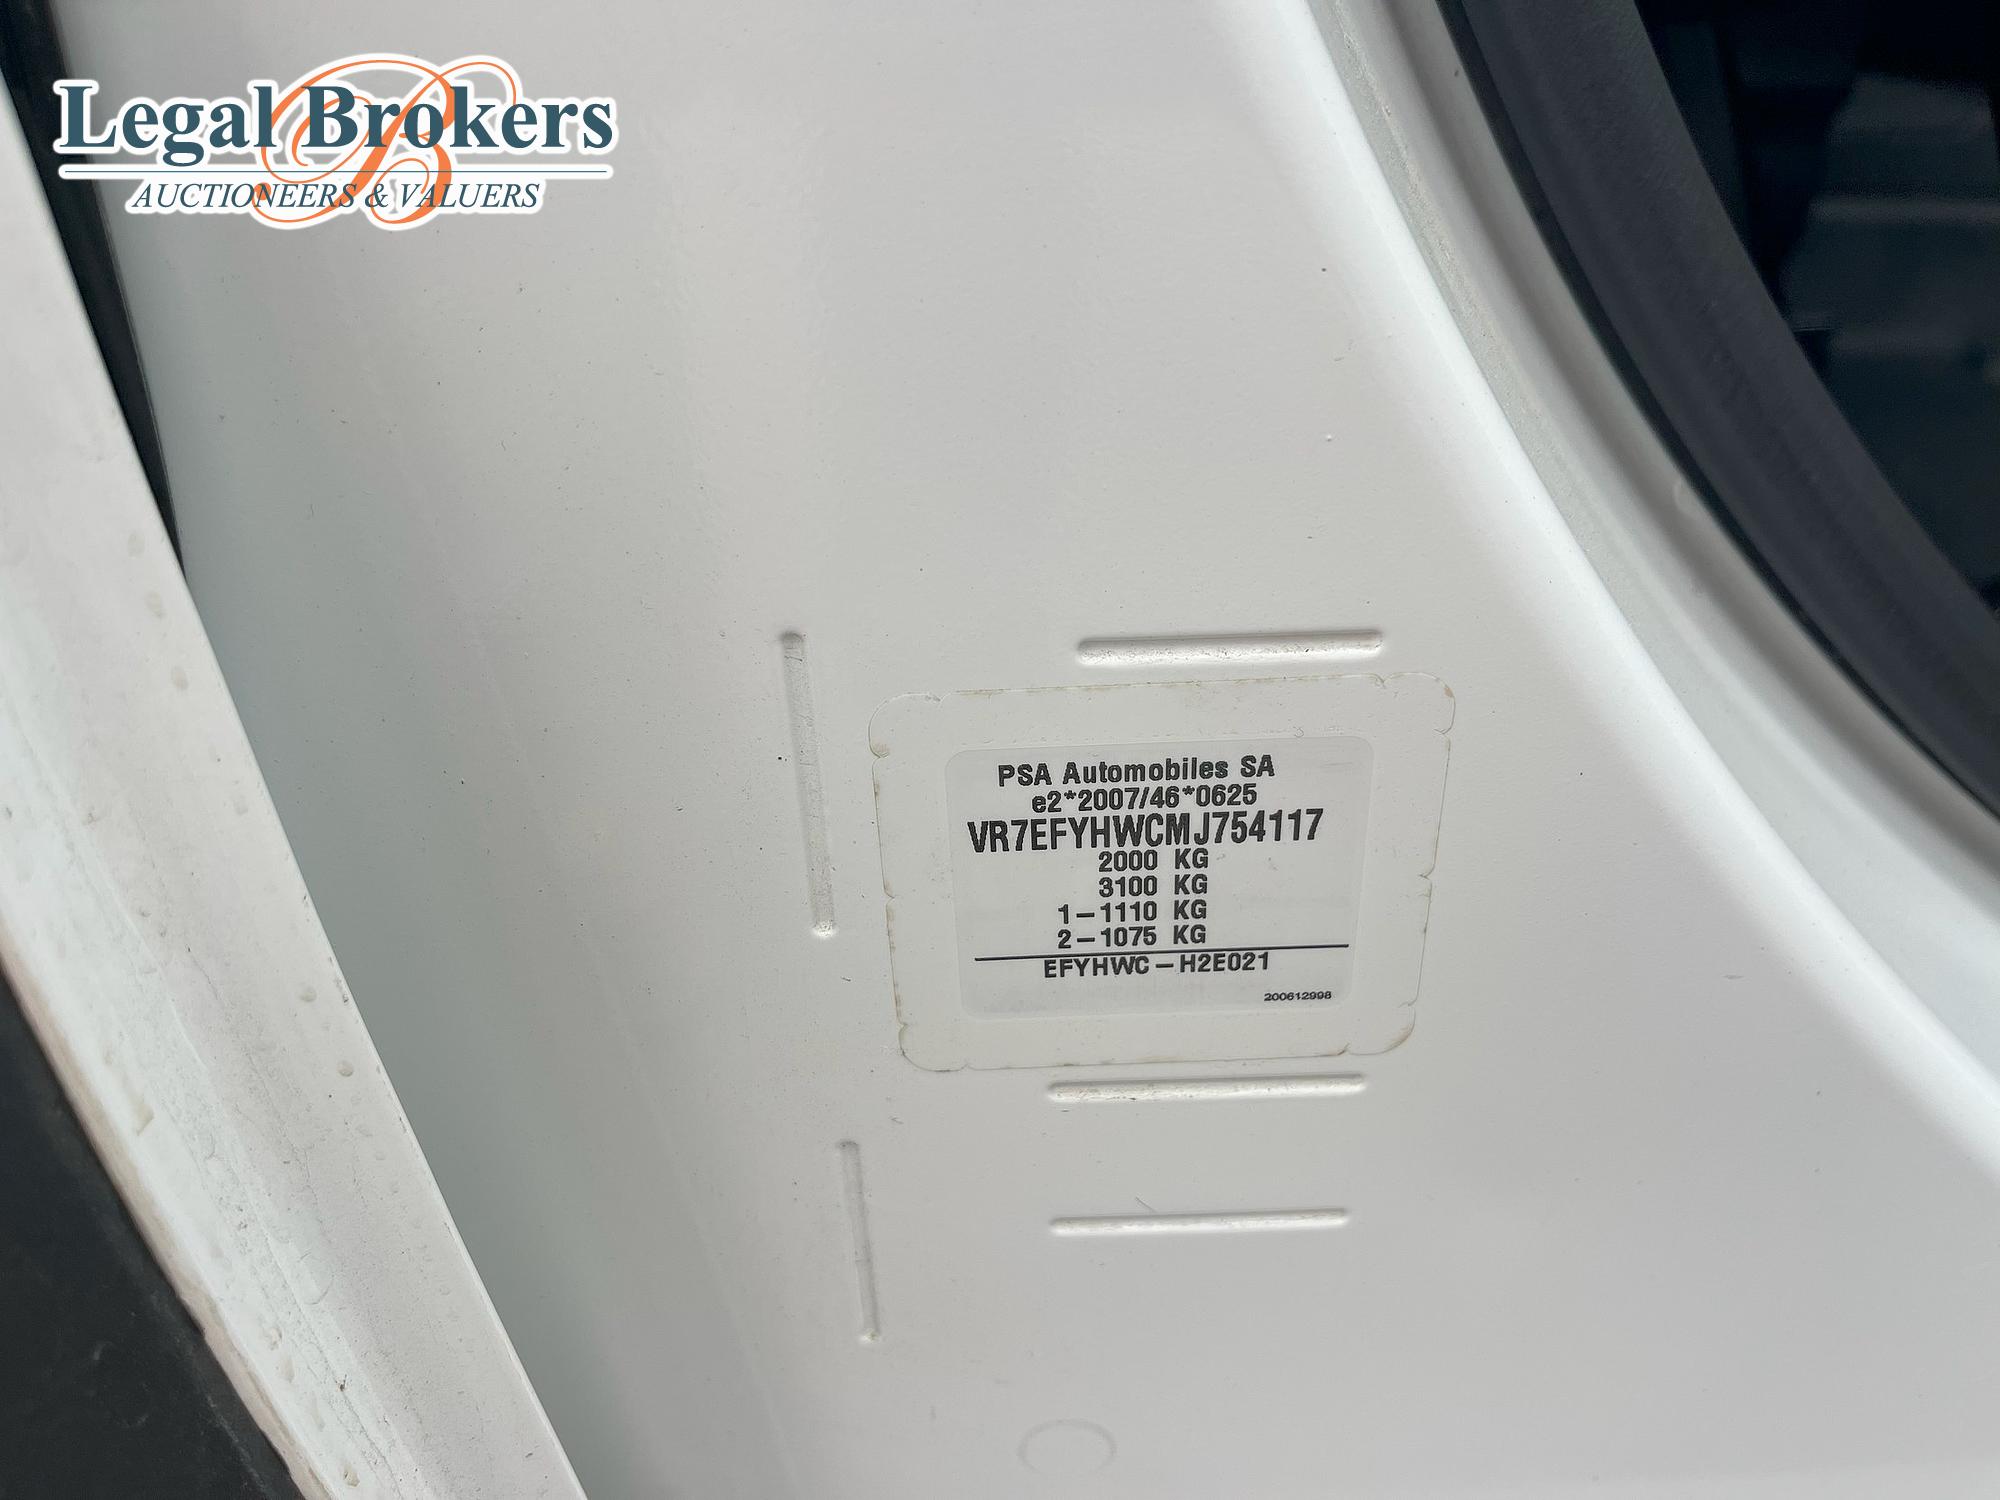 Legal Brokers
AUCTIONEERS & VALUERS
PSA Automobiles SA
e2*2007/46*0625
VR7EFYHWCMJ754117
2000 KG
3100 KG
1-1110 KG
2-1075 KG
EFYHWC-H2E021
200612998